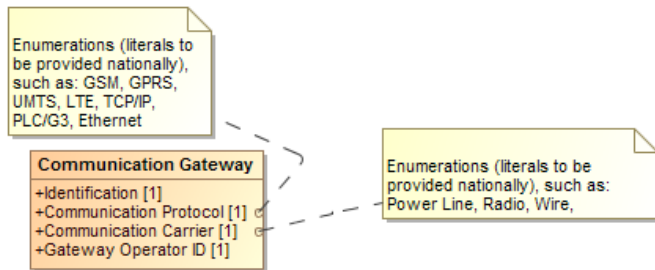 Enumerations (literals to
be provided nationally),
such as: GSM, GPRS,
UMTS, LTE, TCP/IP,
PLC/G3, Ethernet
Communication Gateway
+Identification [1]
+Communication Protocol [1]
+Communication Carrier [1]
+Gateway Operator ID [1]
Enumerations (literals to be
provided nationally), such as:
Power Line, Radio, Wire,